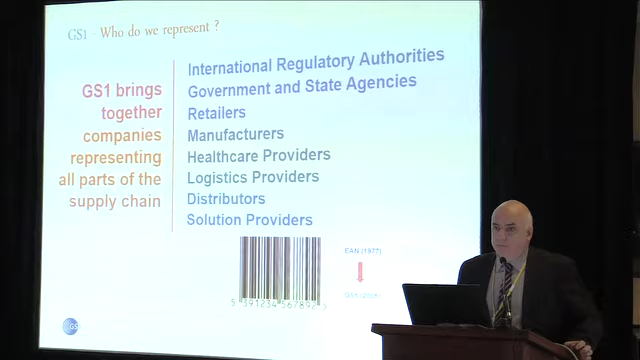 GS1 - Who do we represent ?
GS1 brings
together
companies
representing
all parts of the
supply chain
International Regulatory Authorities
Government and State Agencies
Retailers
Manufacturers
Healthcare Providers
Logistics Providers
Distributors
Solution Providers
EAN (1977)
GS1 (2005)
5 391234 567892 >
GS1